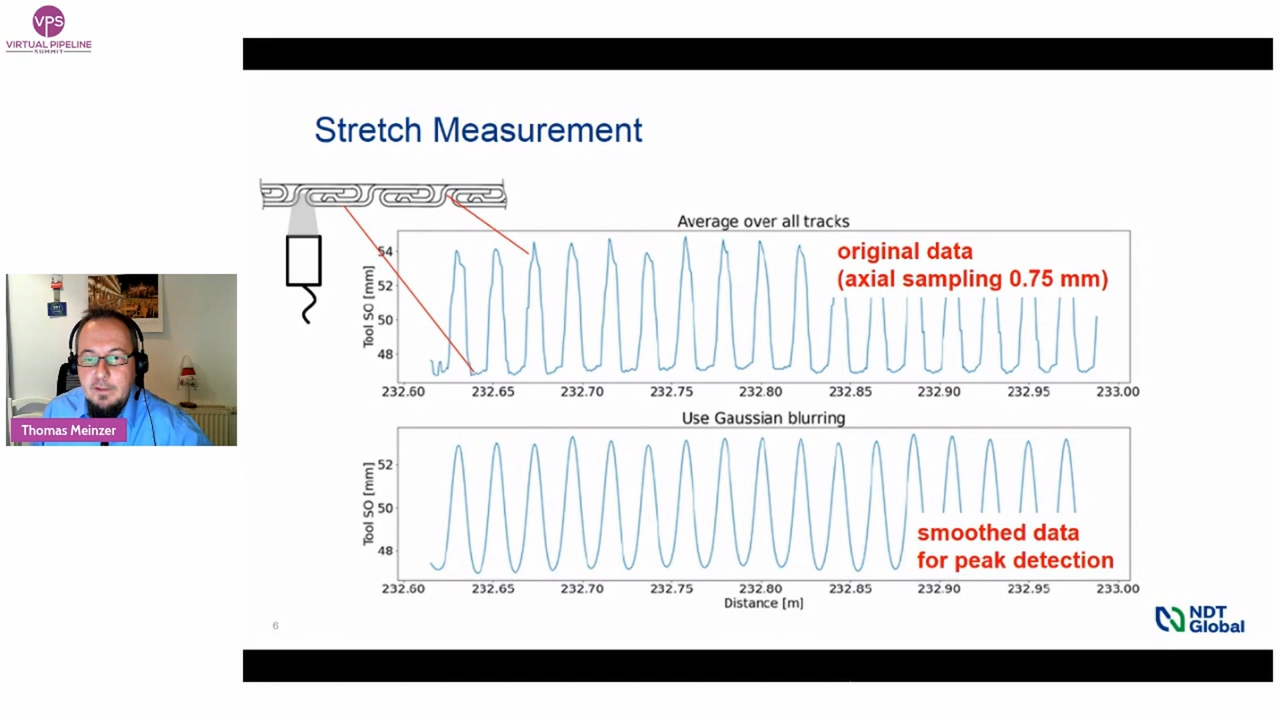 VPS
VIRTUAL PIPELINE
SUMMIT
Stretch Measurement
Average over all tracks
original data
(axial sampling 0.75 mm)
Tool SO [mm]
54
52
50
48
232.60 232.65 232.70 232.75 232.80 232.85 232.90 232.95 233.00
Use Gaussian blurring
smoothed data
for peak detection
Tool SO [mm]
52
50
48
232.60 232.65 232.70 232.75 232.80 232.85 232.90 232.95 233.00
Distance [m]
Thomas Meinzer
6
NDT
Global